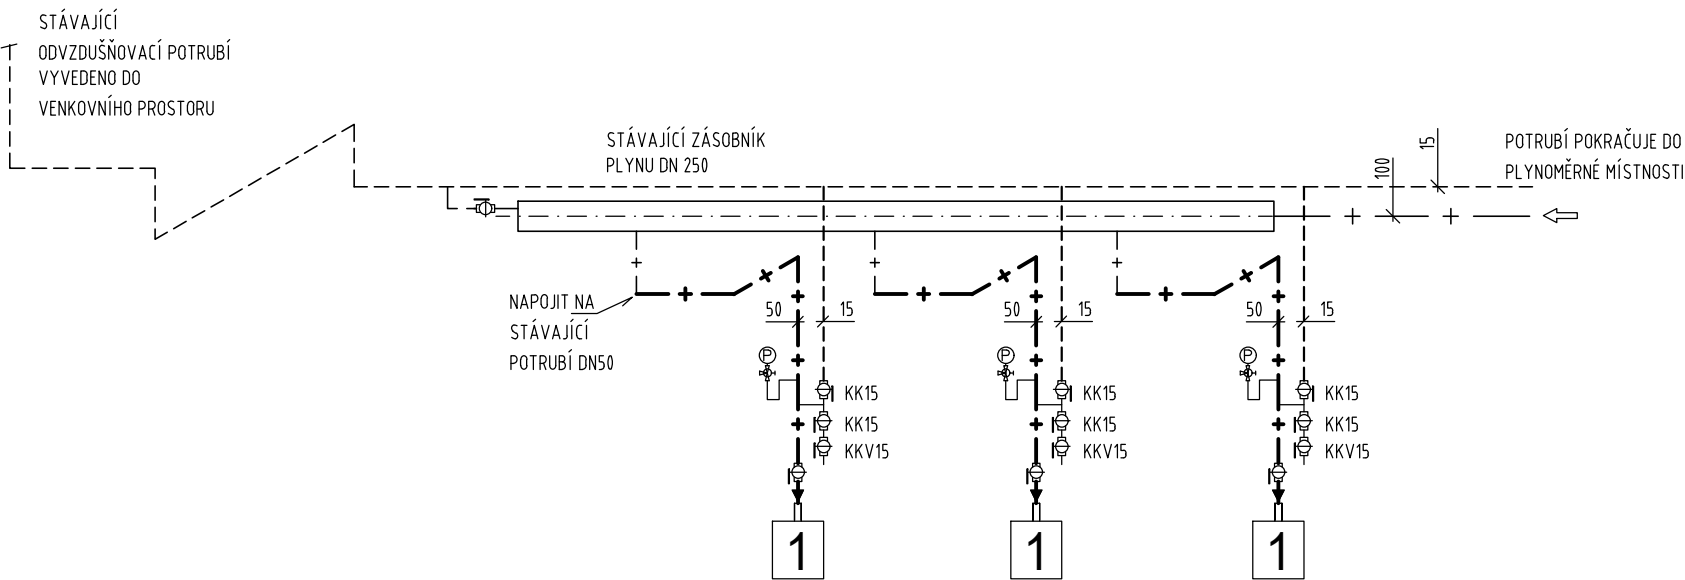 STÁVAJÍCÍ
ODVZDUŠŇOVACÍ POTRUBÍ
VYVEDENO DO
VENKOVNÍHO PROSTORU
STÁVAJÍCÍ ZÁSOBNÍK
PLYNU DN 250
15
100
POTRUBÍ POKRAČUJE DO
PLYNOMĚRNÉ MÍSTNOSTI
NAPOJIT NA
STÁVAJÍCÍ
POTRUBÍ DN50
50 15
P
KK15
KK15
KKV15
1
50 15
P
KK15
KK15
KKV15
1
50 15
P
KK15
KK15
KKV15
1